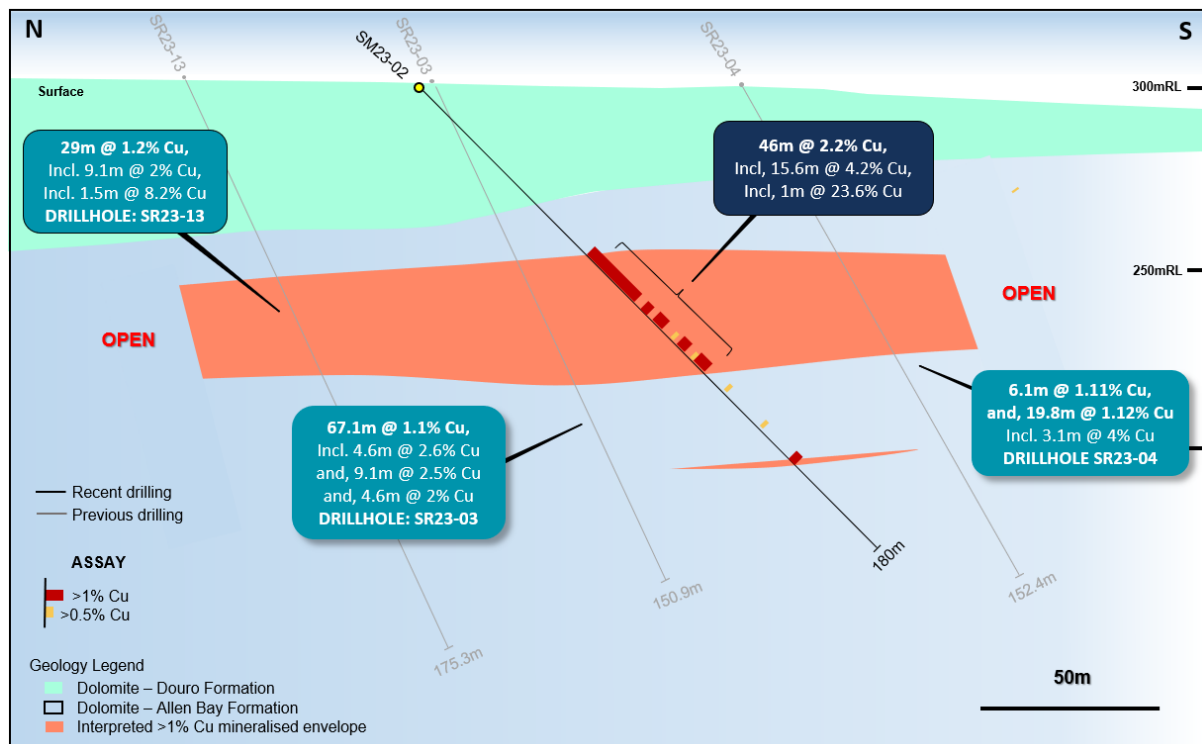 N
S
SR23-13
SM23-02
SR23-03
SR23-04
Surface
300mRL
29m @ 1.2% Cu,
Incl. 9.1m @ 2% Cu,
Incl. 1.5m @ 8.2% Cu
DRILLHOLE: SR23-13
46m @ 2.2% Cu,
Incl, 15.6m @ 4.2% Cu,
Incl, 1m @ 23.6% Cu
250mRL
OPEN
OPEN
67.1m @ 1.1% Cu,
Incl. 4.6m @ 2.6% Cu
and, 9.1m @ 2.5% Cu
and, 4.6m @ 2% Cu
DRILLHOLE: SR23-03
6.1m @ 1.11% Cu,
and, 19.8m @ 1.12% Cu
Incl. 3.1m @ 4% Cu
DRILLHOLE SR23-04
Recent drilling
Previous drilling
ASSAY
>1% Cu
>0.5% Cu
175.3m
150.9m
180m
152.4m
Geology Legend
Dolomite – Douro Formation
Dolomite – Allen Bay Formation
Interpreted >1% Cu mineralised envelope
50m